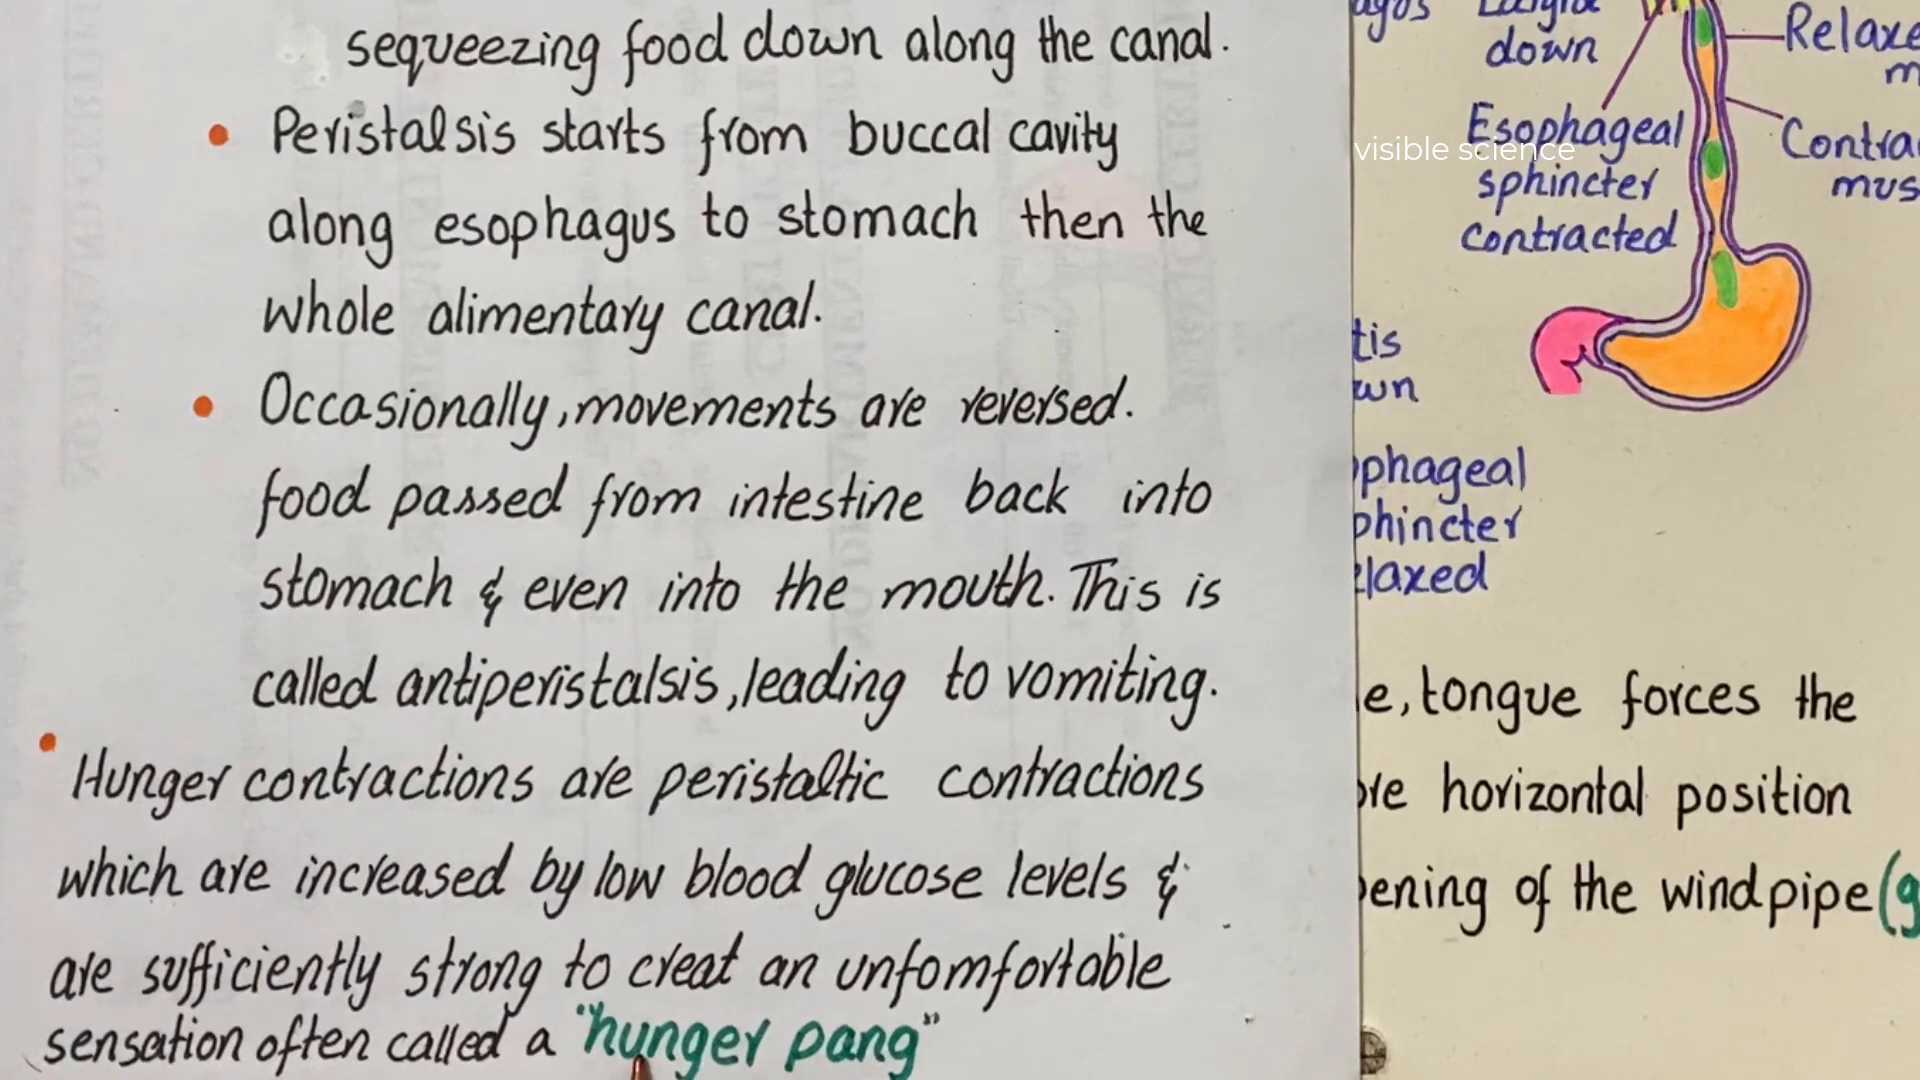 sequeezing food down along the canal.
Peristalsis starts from buccal cavity
along esophagus to stomach then the
whole alimentary canal.
Occasionally, movements are reversed.
food passed from intestine back into
stomach & even into the mouth. This is
called antiperistalsis, leading to vomiting.
Hunger contractions are peristaltic contractions
which are increased by low blood glucose levels &
are sufficiently strong to creat an unfomfortable
sensation often called a "hunger pang"
down
Relaxe
m
Esophageal
sphincter
contracted
visible science
Contra
mus
tis
wn
phageal
phincter
laxed
e, tongue forces the
ore horizontal position
pening of the windpipe (g